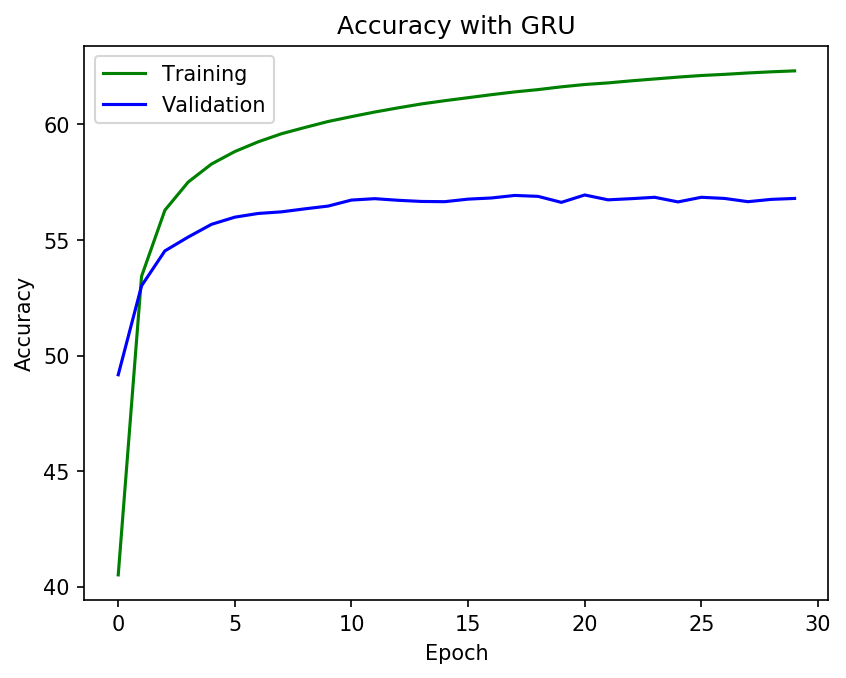 Accuracy with GRU
Training
Validation
Accuracy
60
55
50
45
40
0 5 10 15 20 25 30
Epoch